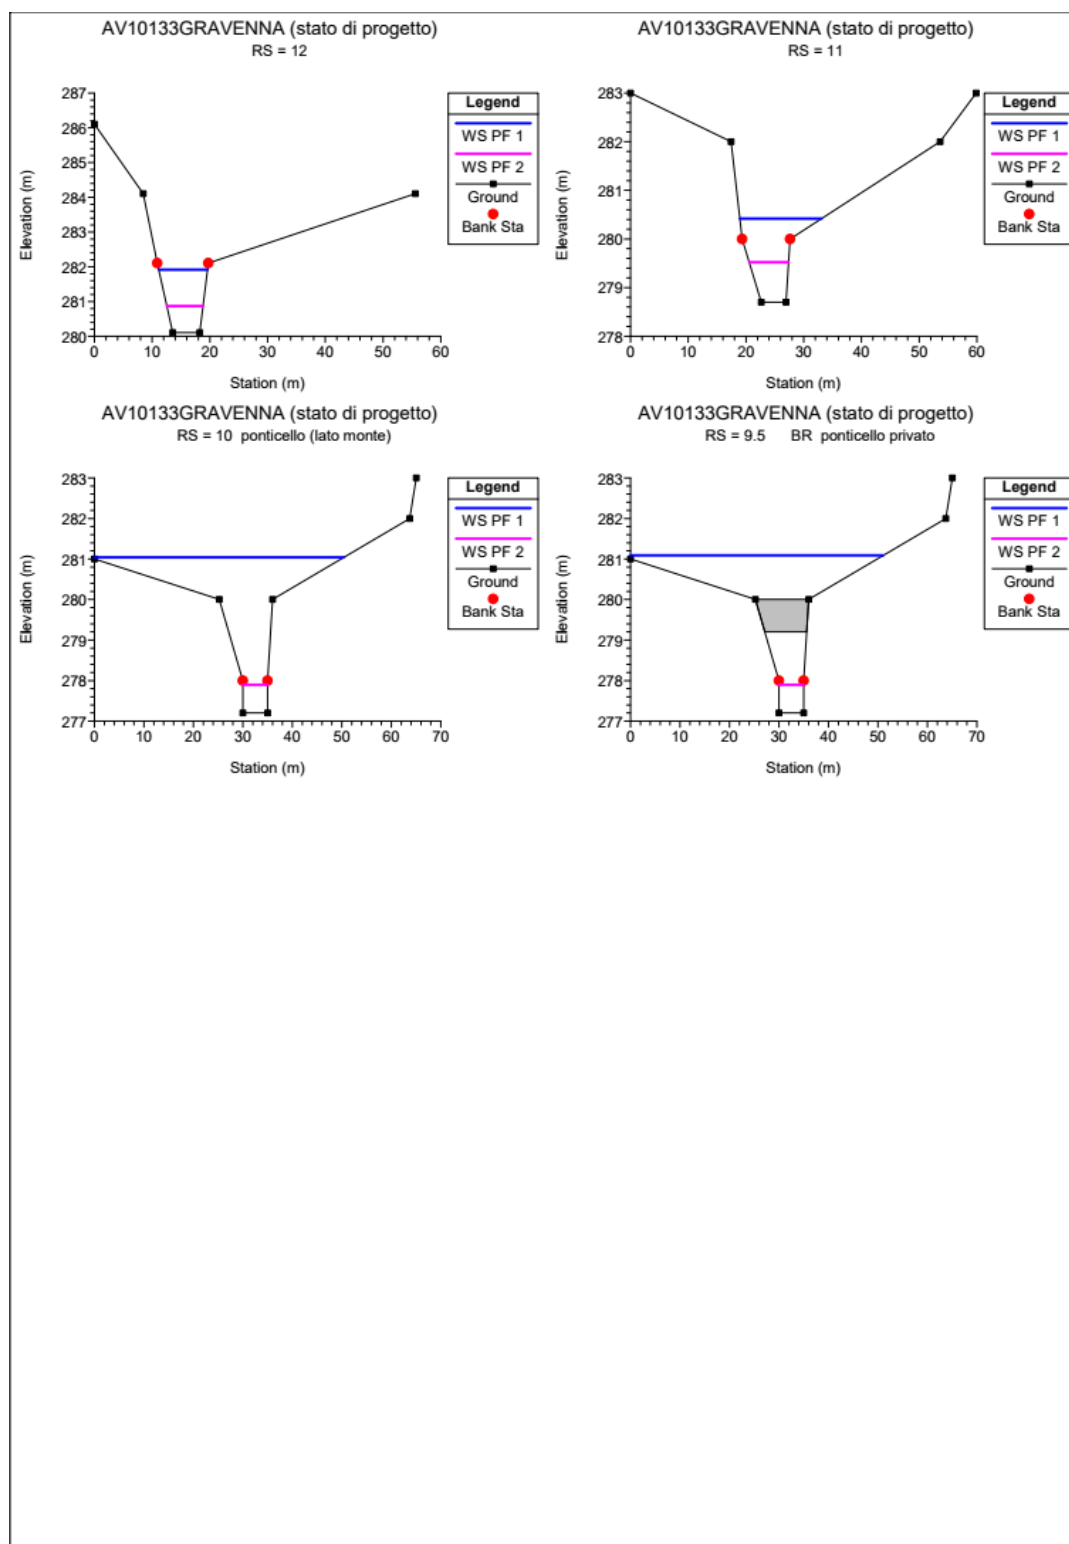 AV10133GRAVENNA (stato di progetto)
RS = 12
287
286
285
284
283
282
281
280
0 10 20 30 40 50 60
Elevation (m)
Station (m)
Legend
WS PF 1
WS PF 2
Ground
Bank Sta
AV10133GRAVENNA (stato di progetto)
RS = 11
283
282
281
280
279
278
0 10 20 30 40 50 60
Elevation (m)
Station (m)
Legend
WS PF 1
WS PF 2
Ground
Bank Sta
AV10133GRAVENNA (stato di progetto)
RS = 10 ponticello (lato monte)
283
282
281
280
279
278
277
0 10 20 30 40 50 60 70
Elevation (m)
Station (m)
Legend
WS PF 1
WS PF 2
Ground
Bank Sta
AV10133GRAVENNA (stato di progetto)
RS = 9.5 BR ponticello privato
283
282
281
280
279
278
277
0 10 20 30 40 50 60 70
Elevation (m)
Station (m)
Legend
WS PF 1
WS PF 2
Ground
Bank Sta